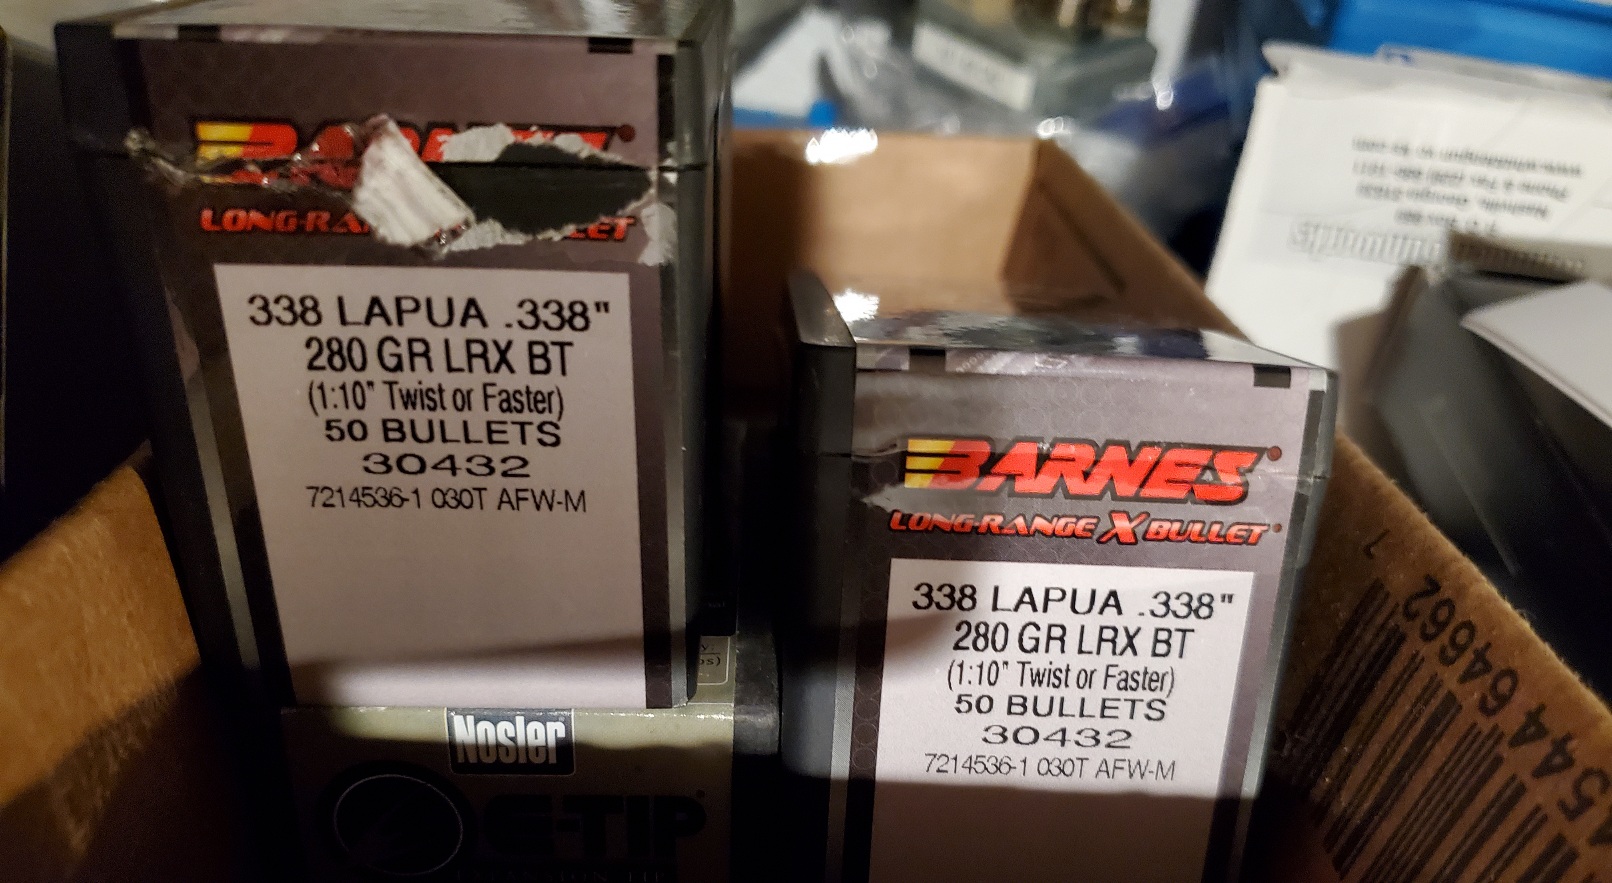 BARNES
338 LAPUA .338"
280 GR LRX BT
(1:10" Twist or Faster)
50 BULLETS
30432
7214536-1 030T AFW-M
Nosler
E-TIP
BARNES
LONG-RANGE X BULLET
338 LAPUA .338"
280 GR LRX BT
(1:10" Twist or Faster)
50 BULLETS
30432
7214536-1 030T AFW-M